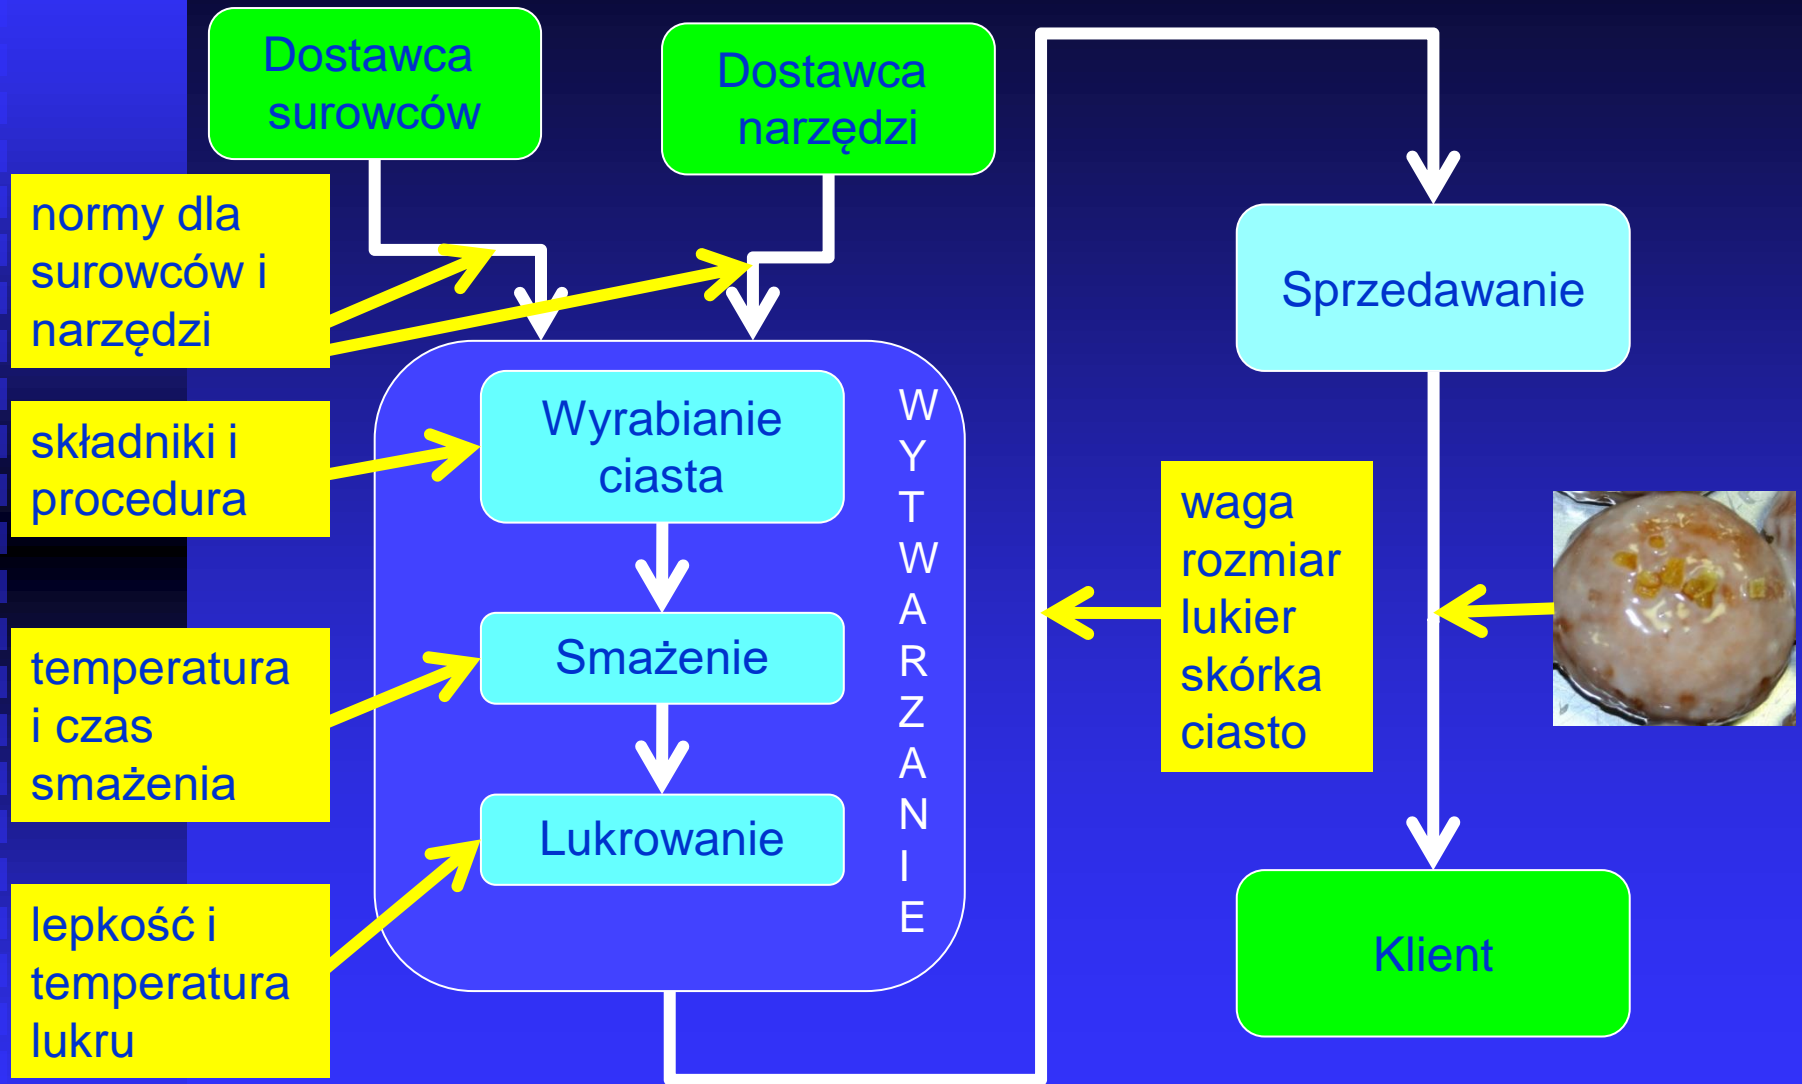 Dostawca
surowców
Dostawca
narzędzi
normy dla
surowców i
narzędzi
składniki i
procedura
temperatura
i czas
smażenia
lepkość i
temperatura
lukru
Wyrabianie
ciasta
Smażenie
Lukrowanie
W
Y
T
W
A
R
Z
A
N
I
E
Sprzedawanie
waga
rozmiar
lukier
skórka
ciasto
Klient